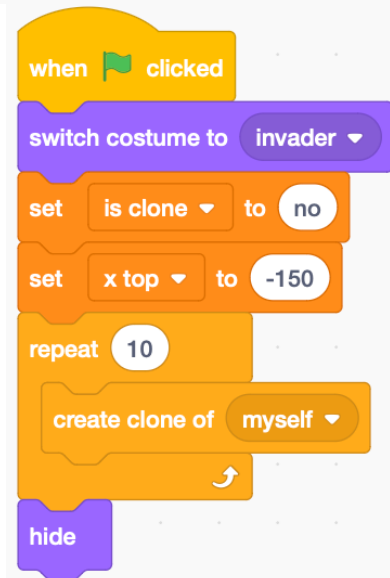 when clicked
switch costume to invader
set is clone to no
set x top to -150
repeat 10
create clone of myself
hide